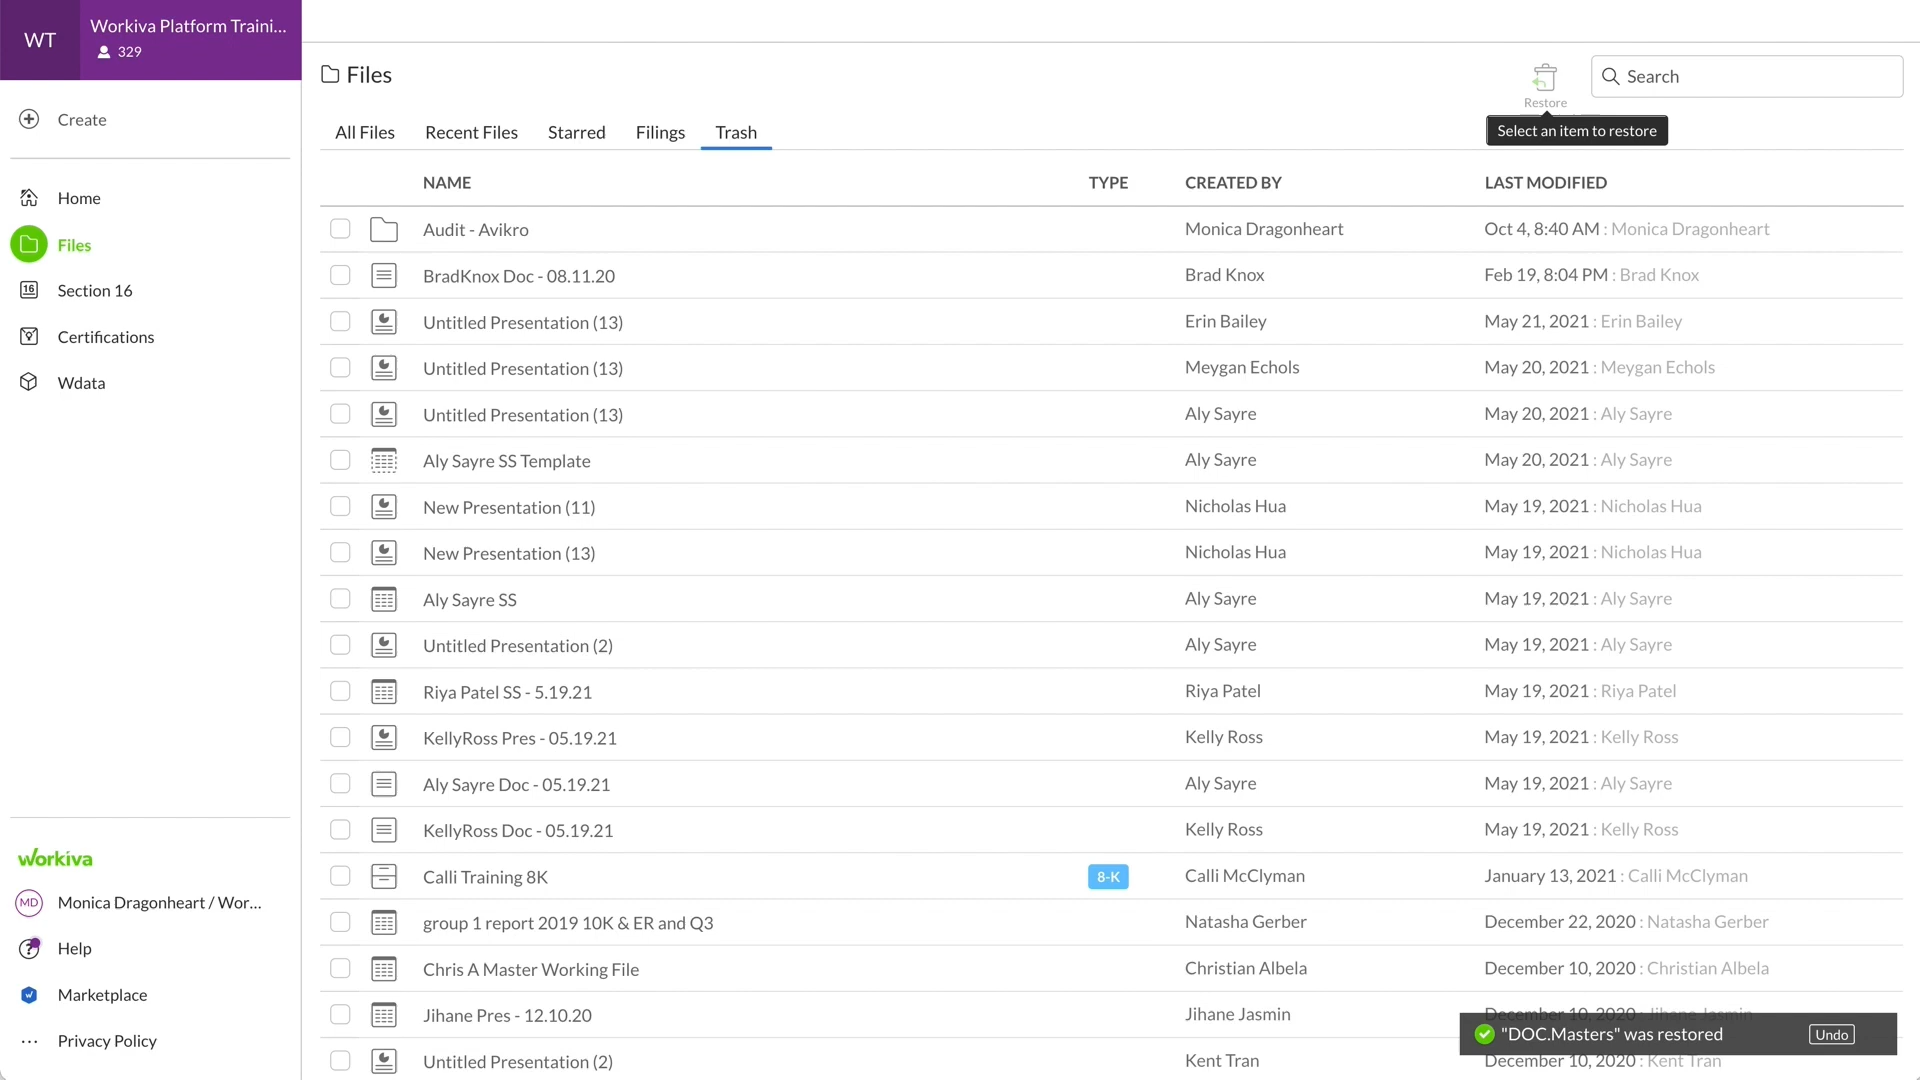 WT
Workiva Platform Traini...
329
Create
Home
Files
16
Section 16
Certifications
Wdata
workiva
MD
Monica Dragonheart / Wor...
Help
Marketplace
Privacy Policy
Files
Restore
Search
Select an item to restore
All Files Recent Files Starred Filings Trash
NAME TYPE CREATED BY LAST MODIFIED
Audit - Avikro Monica Dragonheart Oct 4, 8:40 AM : Monica Dragonheart
BradKnox Doc - 08.11.20 Brad Knox Feb 19, 8:04 PM : Brad Knox
Untitled Presentation (13) Erin Bailey May 21, 2021 : Erin Bailey
Untitled Presentation (13) Meygan Echols May 20, 2021 : Meygan Echols
Untitled Presentation (13) Aly Sayre May 20, 2021 : Aly Sayre
Aly Sayre SS Template Aly Sayre May 20, 2021 : Aly Sayre
New Presentation (11) Nicholas Hua May 19, 2021 : Nicholas Hua
New Presentation (13) Nicholas Hua May 19, 2021 : Nicholas Hua
Aly Sayre SS Aly Sayre May 19, 2021 : Aly Sayre
Untitled Presentation (2) Aly Sayre May 19, 2021 : Aly Sayre
Riya Patel SS - 5.19.21 Riya Patel May 19, 2021 : Riya Patel
KellyRoss Pres - 05.19.21 Kelly Ross May 19, 2021 : Kelly Ross
Aly Sayre Doc - 05.19.21 Aly Sayre May 19, 2021 : Aly Sayre
KellyRoss Doc - 05.19.21 Kelly Ross May 19, 2021 : Kelly Ross
Calli Training 8K 8-K Calli McClyman January 13, 2021 : Calli McClyman
group 1 report 2019 10K & ER and Q3 Natasha Gerber December 22, 2020 : Natasha Gerber
Chris A Master Working File Christian Albela December 10, 2020 : Christian Albela
Jihane Pres - 12.10.20 Jihane Jasmin December 10, 2020 : Jihane Jasmin
"DOC.Masters" was restored Undo
Untitled Presentation (2) Kent Tran December 10, 2020 : Kent Tran